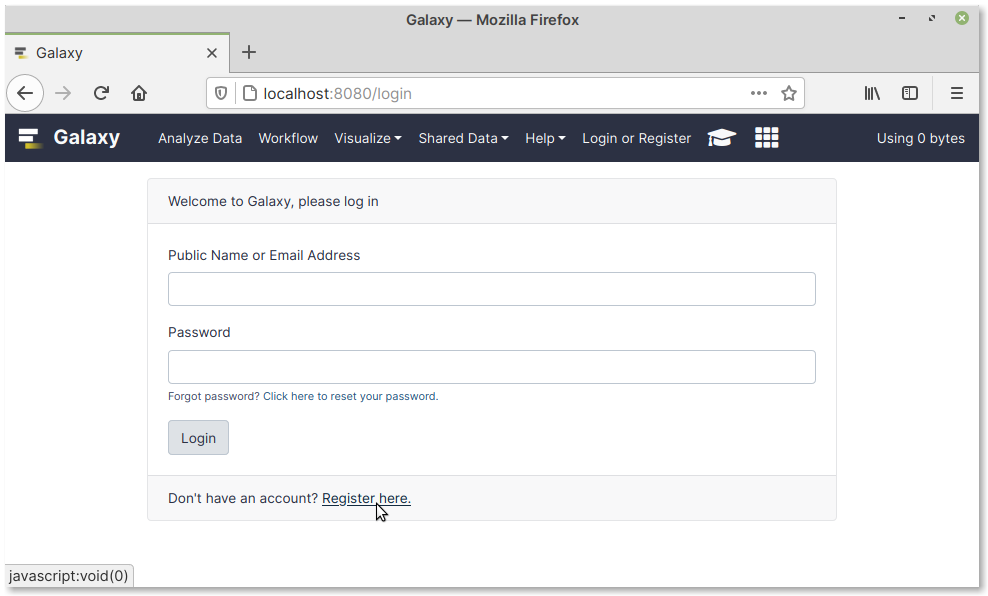 Galaxy — Mozilla Firefox
Galaxy
localhost:8080/login
Galaxy Analyze Data Workflow Visualize Shared Data Help Login or Register Using 0 bytes
Welcome to Galaxy, please log in
Public Name or Email Address
Password
Forgot password? Click here to reset your password.
Login
Don't have an account? Register here.
javascript:void(0)